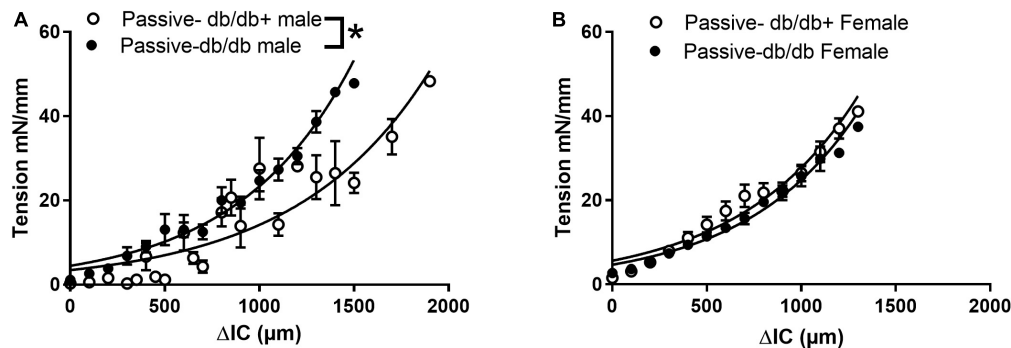 A
Passive- db/db+ male
Passive-db/db male
*
60
40
20
0
Tension mN/mm
0 500 1000 1500 2000
ΔIC (µm)
B
Passive- db/db+ Female
Passive-db/db Female
60
40
20
0
Tension mN/mm
0 500 1000 1500 2000
ΔIC (µm)